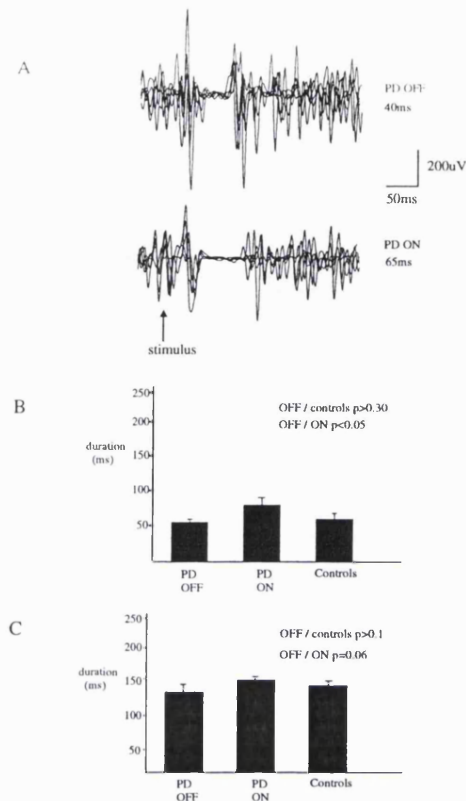 A
PD OFF
40ms
200uV
50ms
PD ON
65ms
stimulus
B
250
200
150
100
50
duration
(ms)
OFF / controls p>0.30
OFF / ON p<0.05
PD
OFF
PD
ON
Controls
C
250
200
150
100
50
duration
(ms)
OFF / controls p>0.1
OFF / ON p=0.06
PD
OFF
PD
ON
Controls